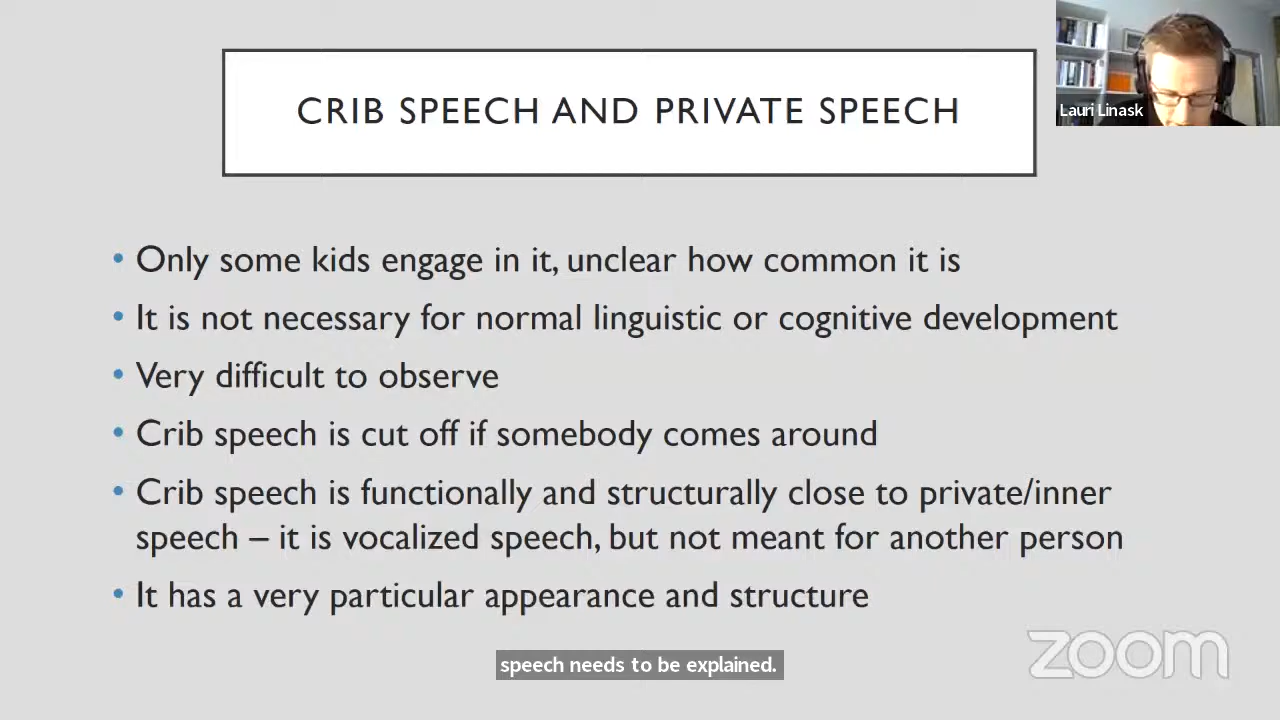 CRIB SPEECH AND PRIVATE SPEECH
Lauri Linask
• Only some kids engage in it, unclear how common it is
• It is not necessary for normal linguistic or cognitive development
• Very difficult to observe
• Crib speech is cut off if somebody comes around
• Crib speech is functionally and structurally close to private/inner
speech – it is vocalized speech, but not meant for another person
• It has a very particular appearance and structure
zoom
speech needs to be explained.